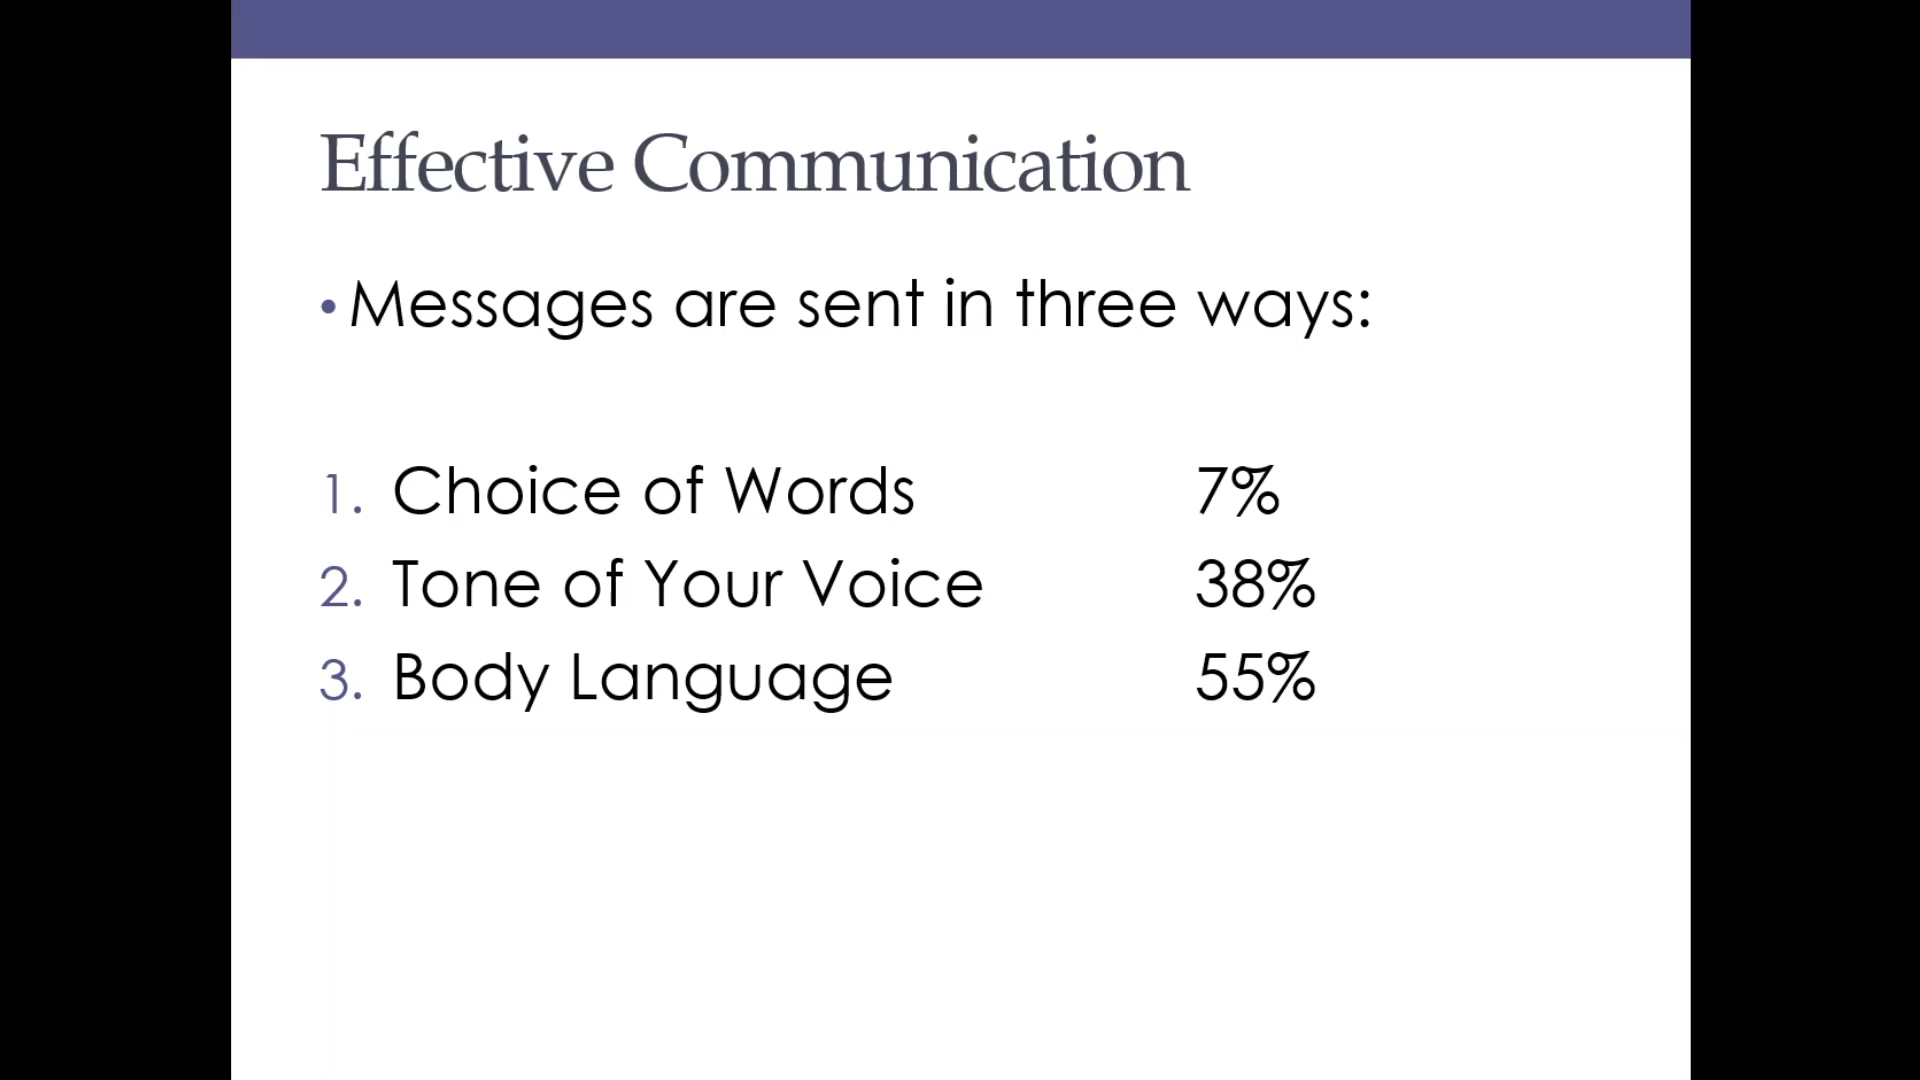 Effective Communication
• Messages are sent in three ways:
1. Choice of Words 7%
2. Tone of Your Voice 38%
3. Body Language 55%